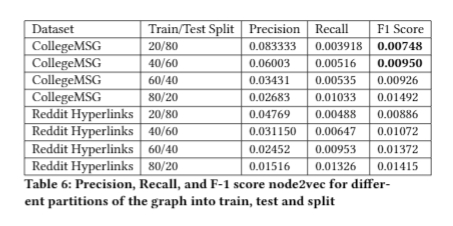 Dataset Train/Test Split Precision Recall F1 Score
CollegeMSG 20/80 0.083333 0.003918 0.00748
CollegeMSG 40/60 0.06003 0.00516 0.00950
CollegeMSG 60/40 0.03431 0.00535 0.00926
CollegeMSG 80/20 0.02683 0.01033 0.01492
Reddit Hyperlinks 20/80 0.04769 0.00488 0.00886
Reddit Hyperlinks 40/60 0.031150 0.00647 0.01072
Reddit Hyperlinks 60/40 0.02452 0.00953 0.01372
Reddit Hyperlinks 80/20 0.01516 0.01326 0.01415
Table 6: Precision, Recall, and F-1 score node2vec for differ-
ent partitions of the graph into train, test and split